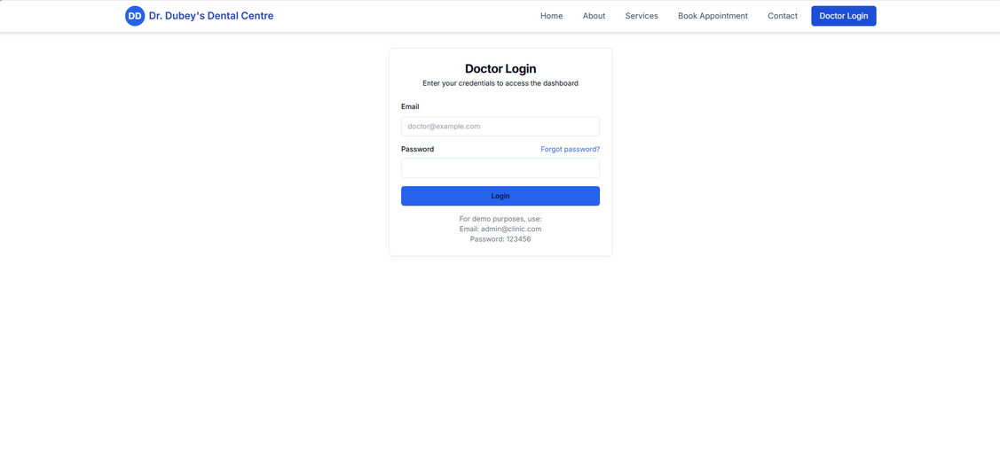 DD Dr. Dubey's Dental Centre Home About Services Book Appointment Contact Doctor Login
Doctor Login
Enter your credentials to access the dashboard
Email
doctor@example.com
Password Forgot password?
Login
For demo purposes, use:
Email: admin@clinic.com
Password: 123456